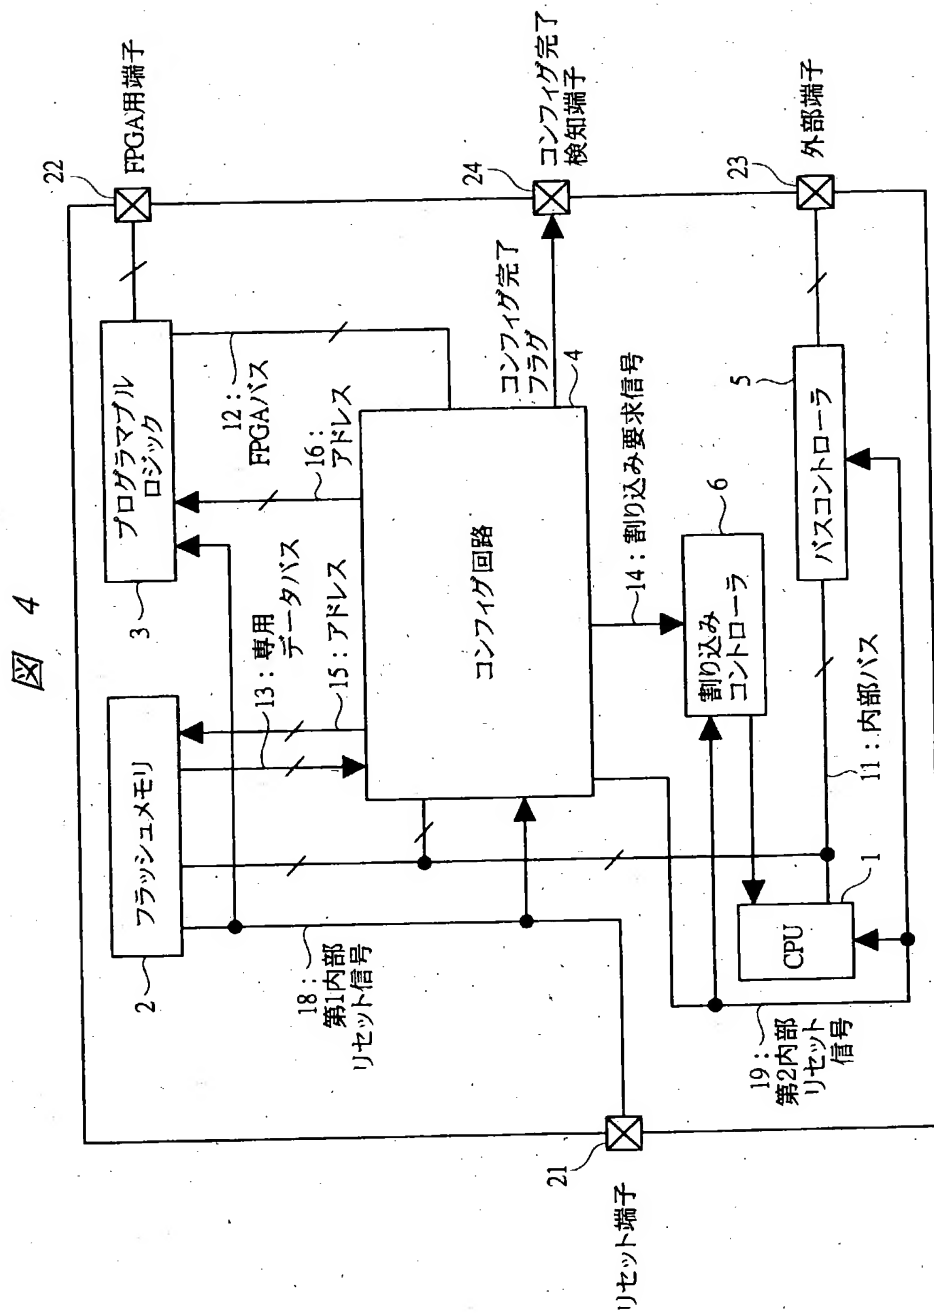 図 4
22
FPGA用端子
24
コンフィグ完了
検知端子
23
外部端子
プログラマブル
ロジック
3
12：
FPGAバス
16：
アドレス
コンフィグ完了
フラグ
4
14：割り込み要求信号
フラッシュメモリ
2
13：専用
データバス
15：アドレス
コンフィグ回路
割り込み
コントローラ
6
バスコントローラ
5
11：内部バス
CPU
1
18：
第1内部
リセット信号
19：
第2内部
リセット
信号
21
リセット端子